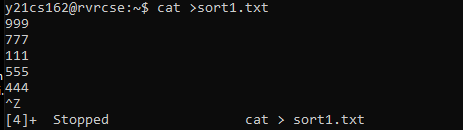 y21cs162@rvrcse:~$ cat >sort1.txt
999
777
111
555
444
^Z
[4]+  Stopped                 cat > sort1.txt